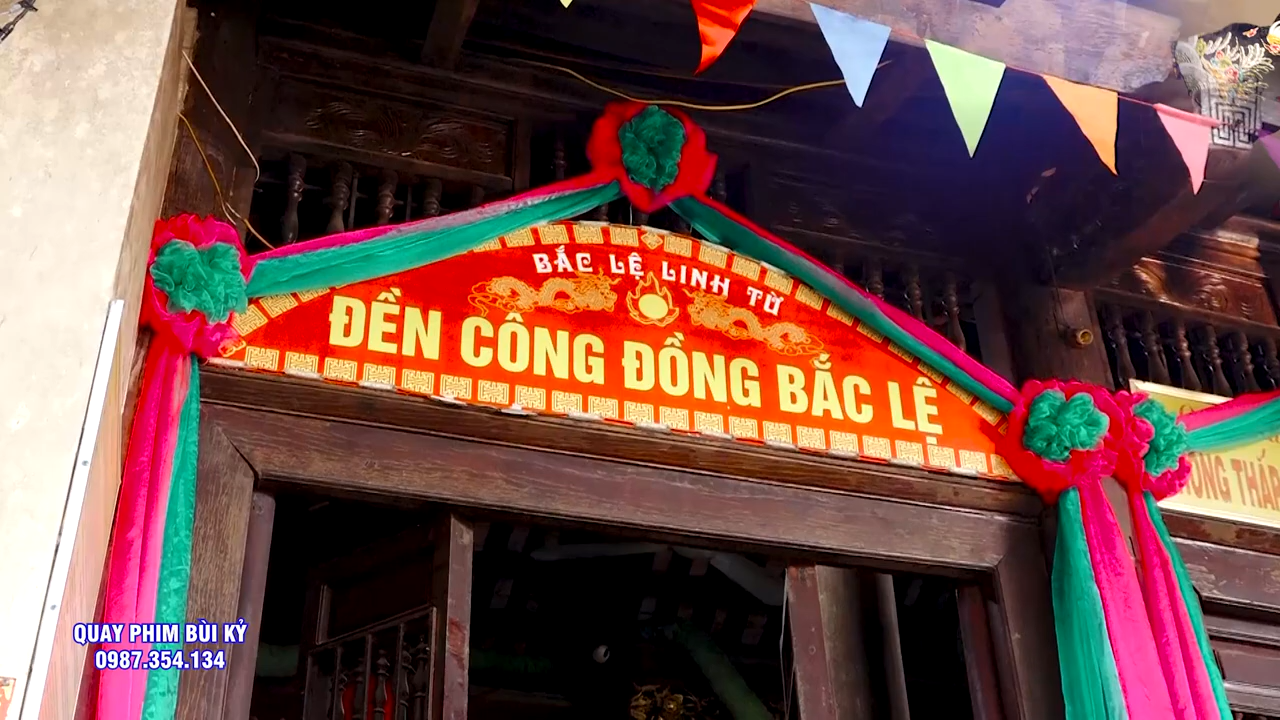 BẮC LỆ LINH TỪ
ĐỀN CÔNG ĐỒNG BẮC LỆ
QUAY PHIM BÙI KỶ
0987.354.134